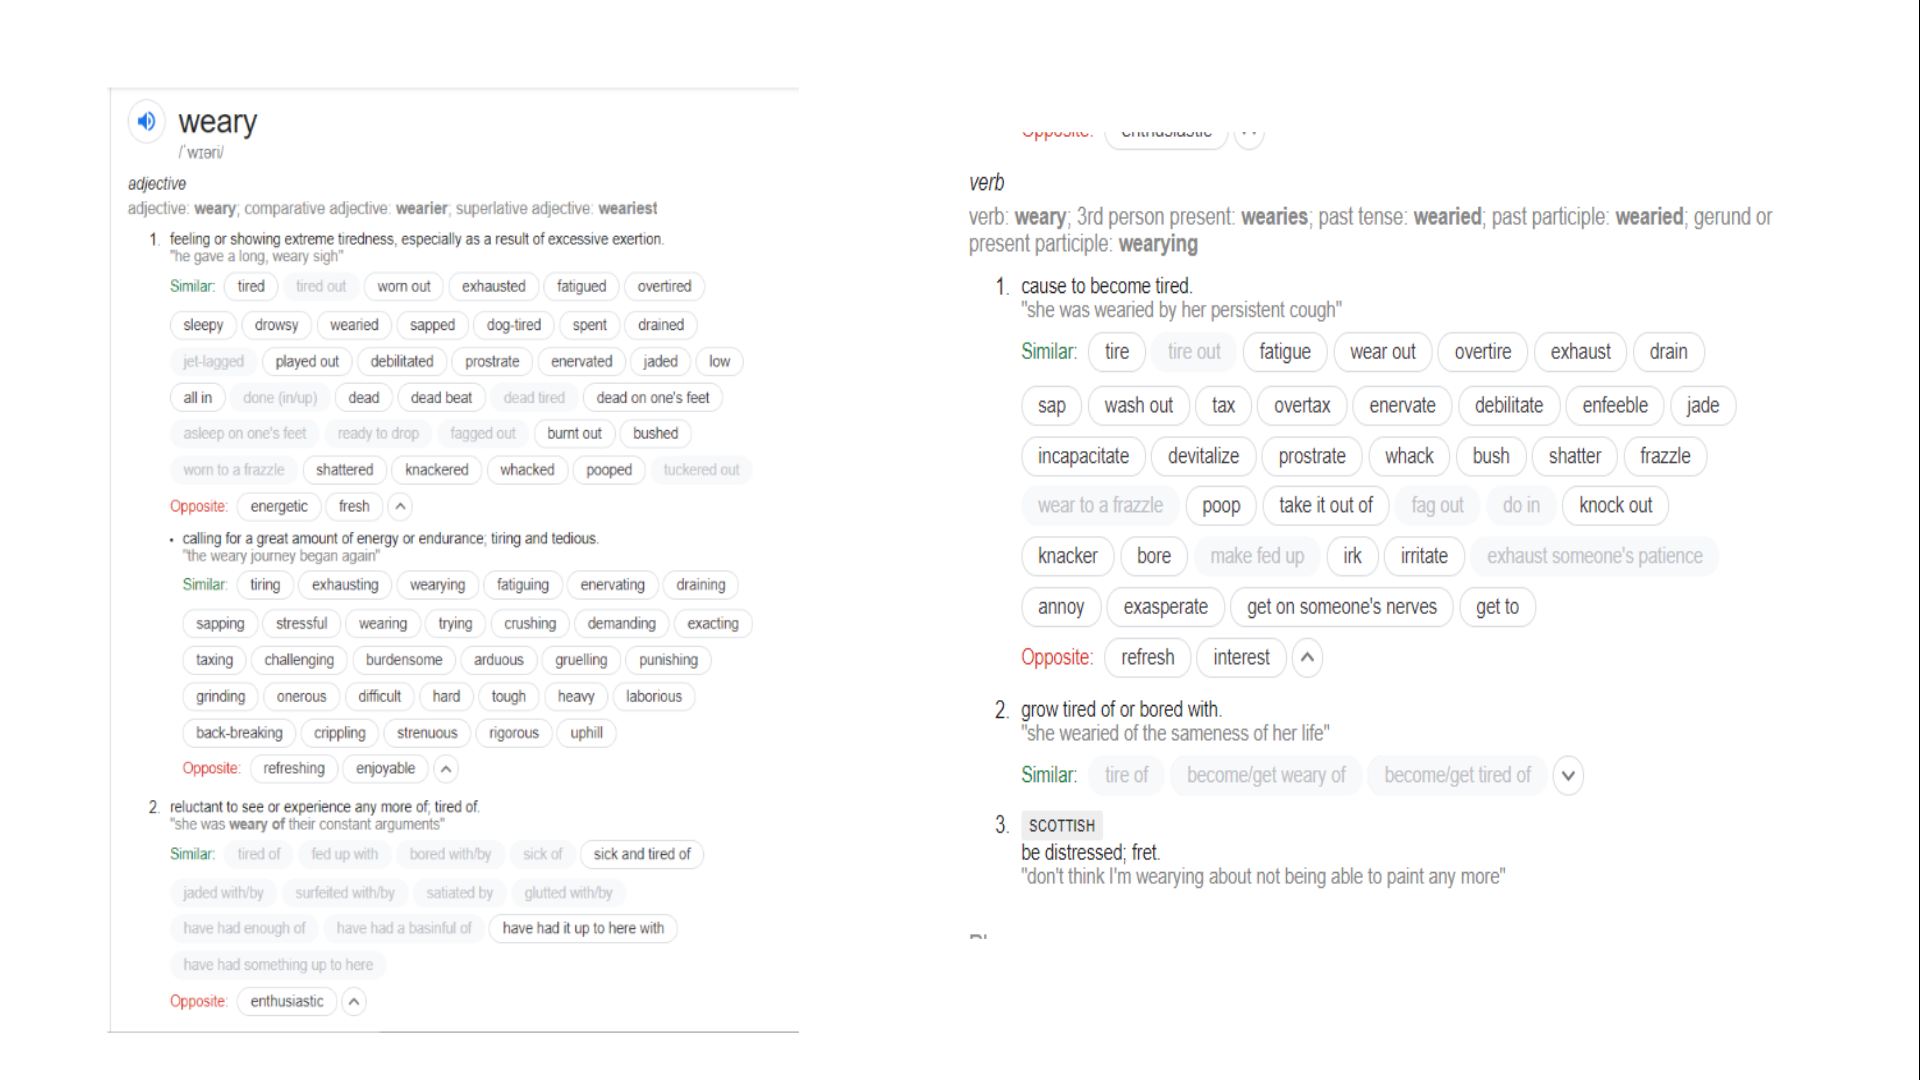 weary
/ˈwɪəri/
adjective
adjective: weary; comparative adjective: wearier; superlative adjective: weariest
1. feeling or showing extreme tiredness, especially as a result of excessive exertion.
"he gave a long, weary sigh"
Similar: tired tired out worn out exhausted fatigued overtired
sleepy drowsy wearied sapped dog-tired spent drained
jet-lagged played out debilitated prostrate enervated jaded low
all in done (in/up) dead dead beat dead tired dead on one's feet
asleep on one's feet ready to drop fagged out burnt out bushed
worn to a frazzle shattered knackered whacked pooped tuckered out
Opposite: energetic fresh
• calling for a great amount of energy or endurance; tiring and tedious.
"the weary journey began again"
Similar: tiring exhausting wearying fatiguing enervating draining
sapping stressful wearing trying crushing demanding exacting
taxing challenging burdensome arduous gruelling punishing
grinding onerous difficult hard tough heavy laborious
back-breaking crippling strenuous rigorous uphill
Opposite: refreshing enjoyable
2. reluctant to see or experience any more of; tired of.
"she was weary of their constant arguments"
Similar: tired of fed up with bored with/by sick of sick and tired of
jaded with/by surfeited with/by satiated by glutted with/by
have had enough of have had a basinful of have had it up to here with
have had something up to here
Opposite: enthusiastic
Opposite: enthusiastic
verb
verb: weary; 3rd person present: wearies; past tense: wearied; past participle: wearied; gerund or
present participle: wearying
1. cause to become tired.
"she was wearied by her persistent cough"
Similar: tire tire out fatigue wear out overtire exhaust drain
sap wash out tax overtax enervate debilitate enfeeble jade
incapacitate devitalize prostrate whack bush shatter frazzle
wear to a frazzle poop take it out of fag out do in knock out
knacker bore make fed up irk irritate exhaust someone's patience
annoy exasperate get on someone's nerves get to
Opposite: refresh interest
2. grow tired of or bored with.
"she wearied of the sameness of her life"
Similar: tire of become/get weary of become/get tired of
3. SCOTTISH
be distressed; fret.
"don't think I'm wearying about not being able to paint any more"